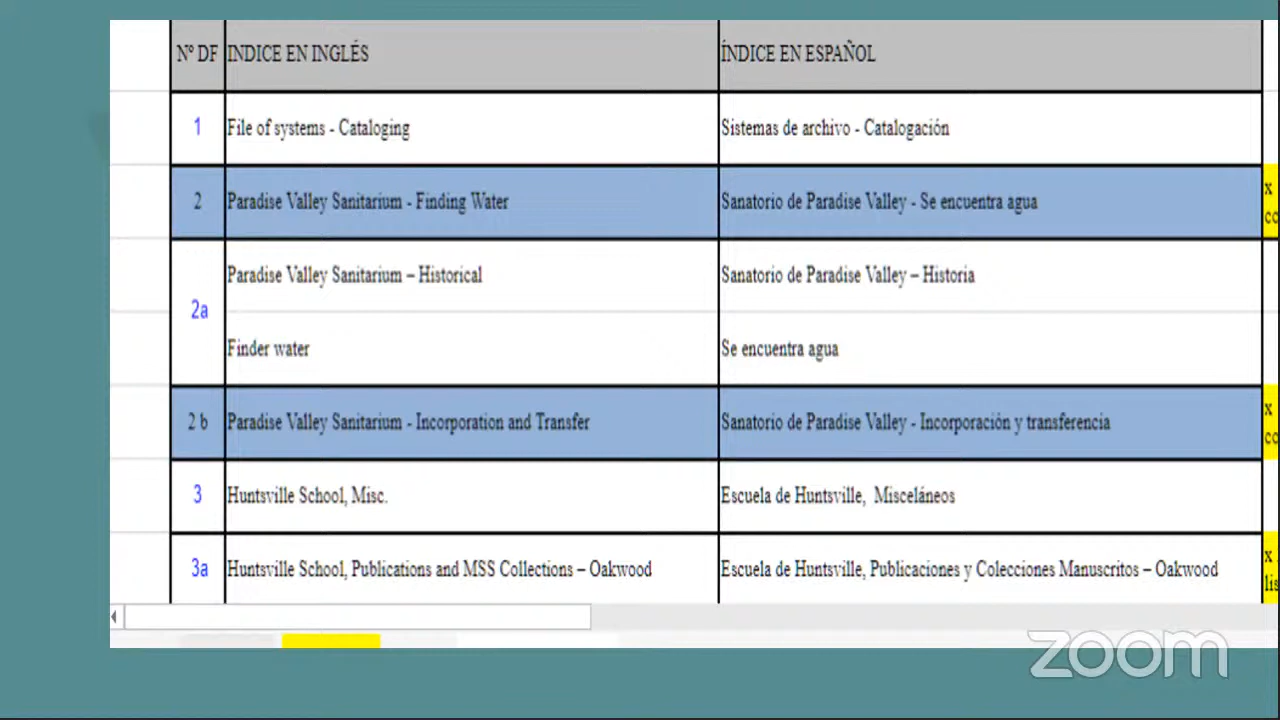 Nº DF INDICE EN INGLÉS ÍNDICE EN ESPAÑOL
1 File of systems - Cataloging Sistemas de archivo - Catalogación
2 Paradise Valley Sanitarium - Finding Water Sanatorio de Paradise Valley - Se encuentra agua x
co
2a Paradise Valley Sanitarium – Historical Sanatorio de Paradise Valley – Historia
Finder water Se encuentra agua
2 b Paradise Valley Sanitarium - Incorporation and Transfer Sanatorio de Paradise Valley - Incorporación y transferencia x
co
3 Huntsville School, Misc. Escuela de Huntsville, Misceláneos
3a Huntsville School, Publications and MSS Collections – Oakwood Escuela de Huntsville, Publicaciones y Colecciones Manuscritos – Oakwood x
lis
zoom